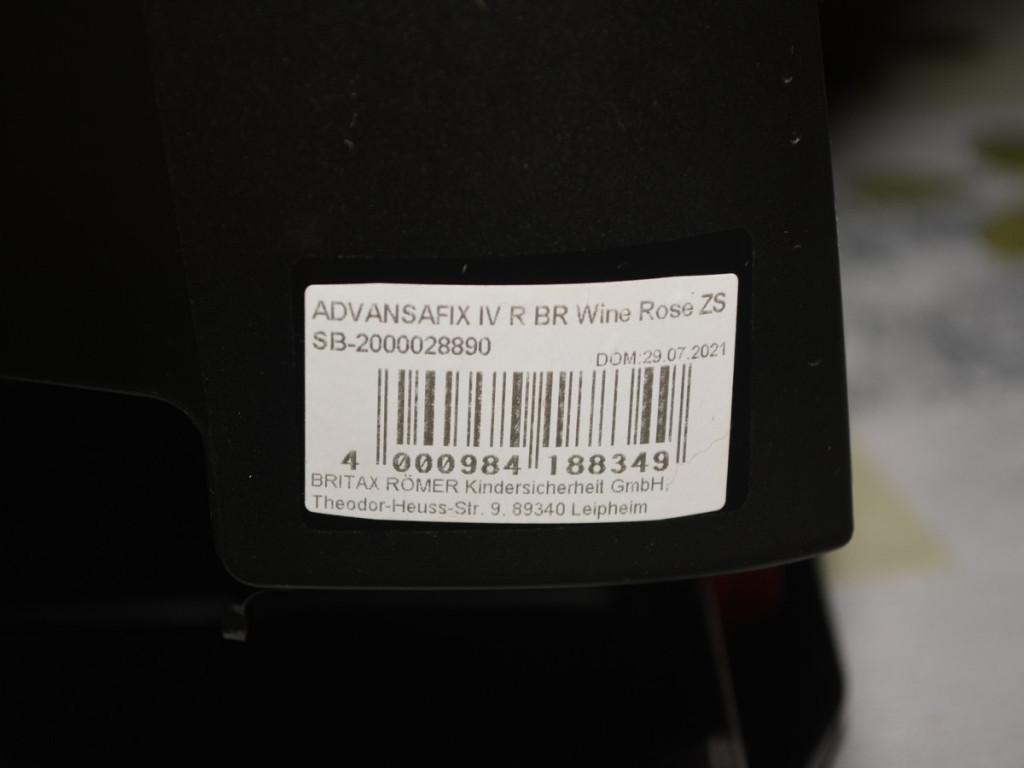 ADVANSAFIX IV R BR Wine Rose ZS
SB-2000028890
DOM:29.07.2021
4 000984 188349
BRITAX RÖMER Kindersicherheit GmbH,
Theodor-Heuss-Str. 9, 89340 Leipheim